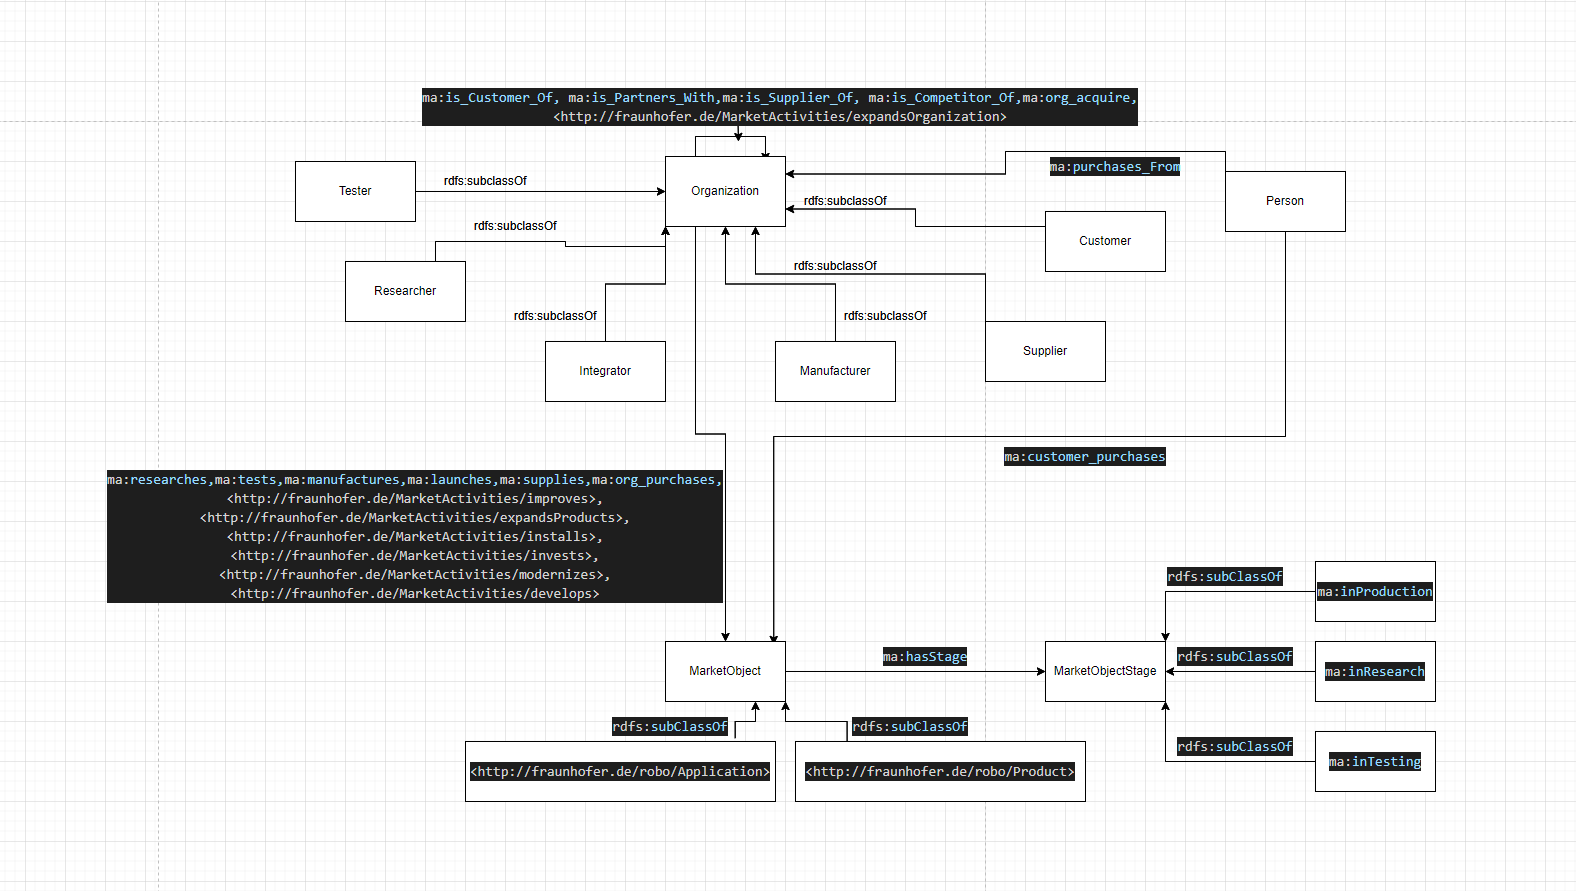 ma:is_Customer_Of, ma:is_Partners_With,ma:is_Supplier_Of, ma:is_Competitor_Of,ma:org_acquire,
<http://fraunhofer.de/MarketActivities/expandsOrganization>
ma:purchases_From
Tester
rdfs:subclassOf
Organization
rdfs:subclassOf
Person
rdfs:subclassOf
Customer
rdfs:subclassOf
Researcher
rdfs:subclassOf
rdfs:subclassOf
Supplier
Integrator
Manufacturer
ma:customer_purchases
ma:researches,ma:tests,ma:manufactures,ma:launches,ma:supplies,ma:org_purchases,
<http://fraunhofer.de/MarketActivities/improves>,
<http://fraunhofer.de/MarketActivities/expandsProducts>,
<http://fraunhofer.de/MarketActivities/installs>,
<http://fraunhofer.de/MarketActivities/invests>,
<http://fraunhofer.de/MarketActivities/modernizes>,
<http://fraunhofer.de/MarketActivities/develops>
rdfs:subClassOf
ma:inProduction
MarketObject
ma:hasStage
MarketObjectStage
rdfs:subClassOf
ma:inResearch
rdfs:subClassOf
rdfs:subClassOf
rdfs:subClassOf
<http://fraunhofer.de/robo/Application>
<http://fraunhofer.de/robo/Product>
ma:inTesting